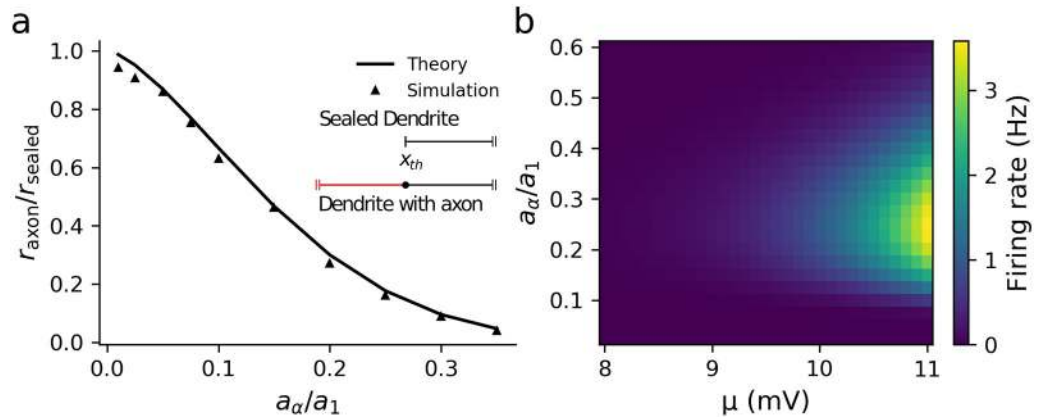 a
1.0
0.8
0.6
0.4
0.2
0.0
r_axon/r_sealed
0.0
0.1
0.2
0.3
a_α/a_1
Theory
Simulation
Sealed Dendrite
x_th
Dendrite with axon
b
0.6
0.5
0.4
0.3
0.2
0.1
a_α/a_1
8
9
10
11
μ (mV)
3
2
1
0
Firing rate (Hz)